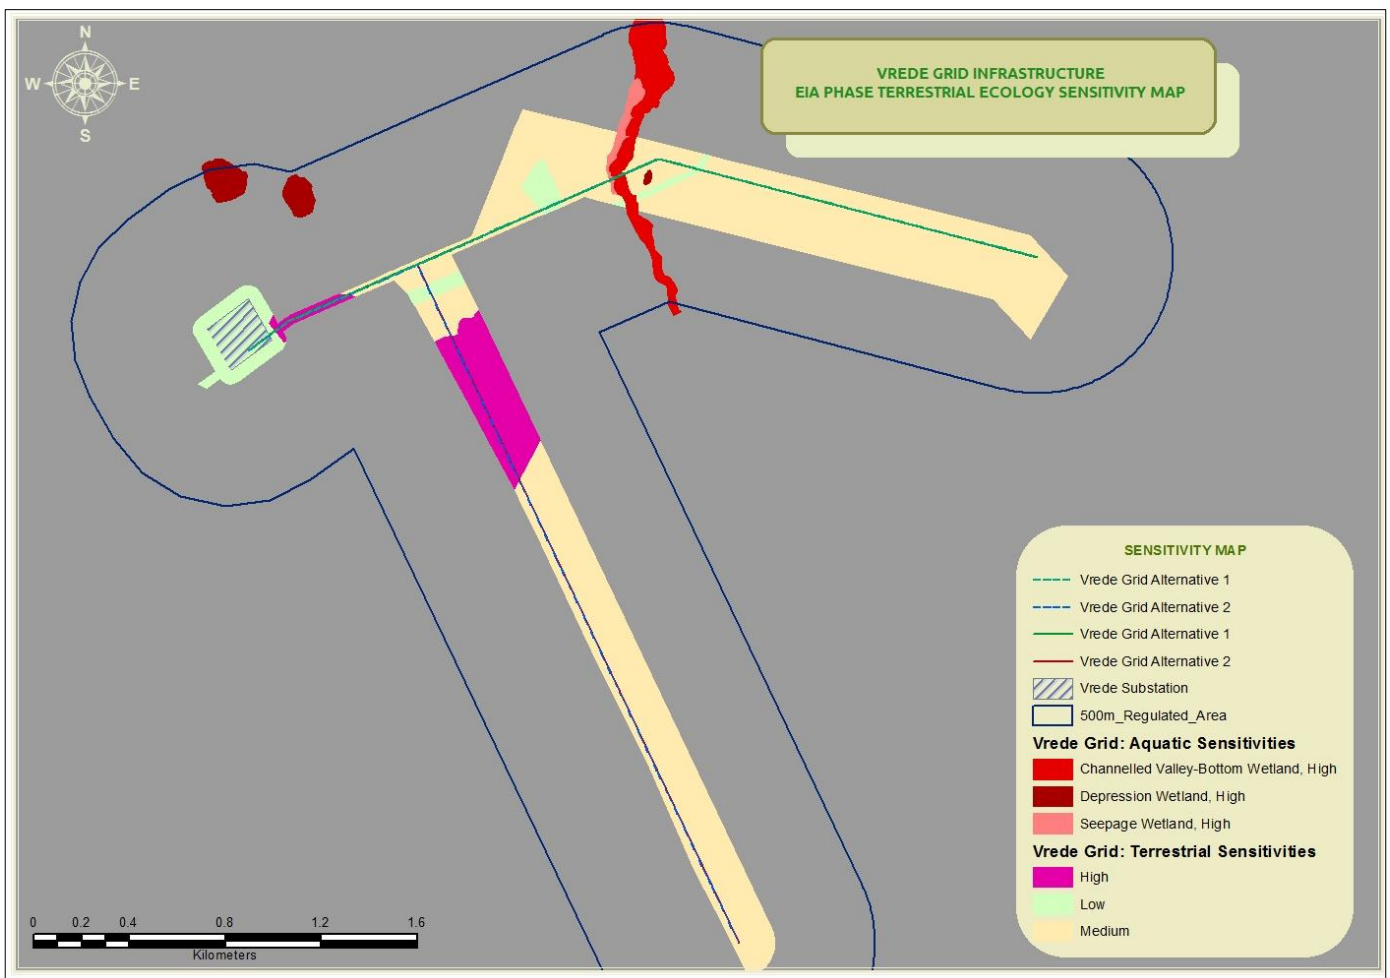 N
W E
S
VREDE GRID INFRASTRUCTURE
EIA PHASE TERRESTRIAL ECOLOGY SENSITIVITY MAP
SENSITIVITY MAP
Vrede Grid Alternative 1
Vrede Grid Alternative 2
Vrede Grid Alternative 1
Vrede Grid Alternative 2
Vrede Substation
500m_Regulated_Area
Vrede Grid: Aquatic Sensitivities
Channelled Valley-Bottom Wetland, High
Depression Wetland, High
Seepage Wetland, High
Vrede Grid: Terrestrial Sensitivities
High
Low
Medium
0 0.2 0.4 0.8 1.2 1.6
Kilometers